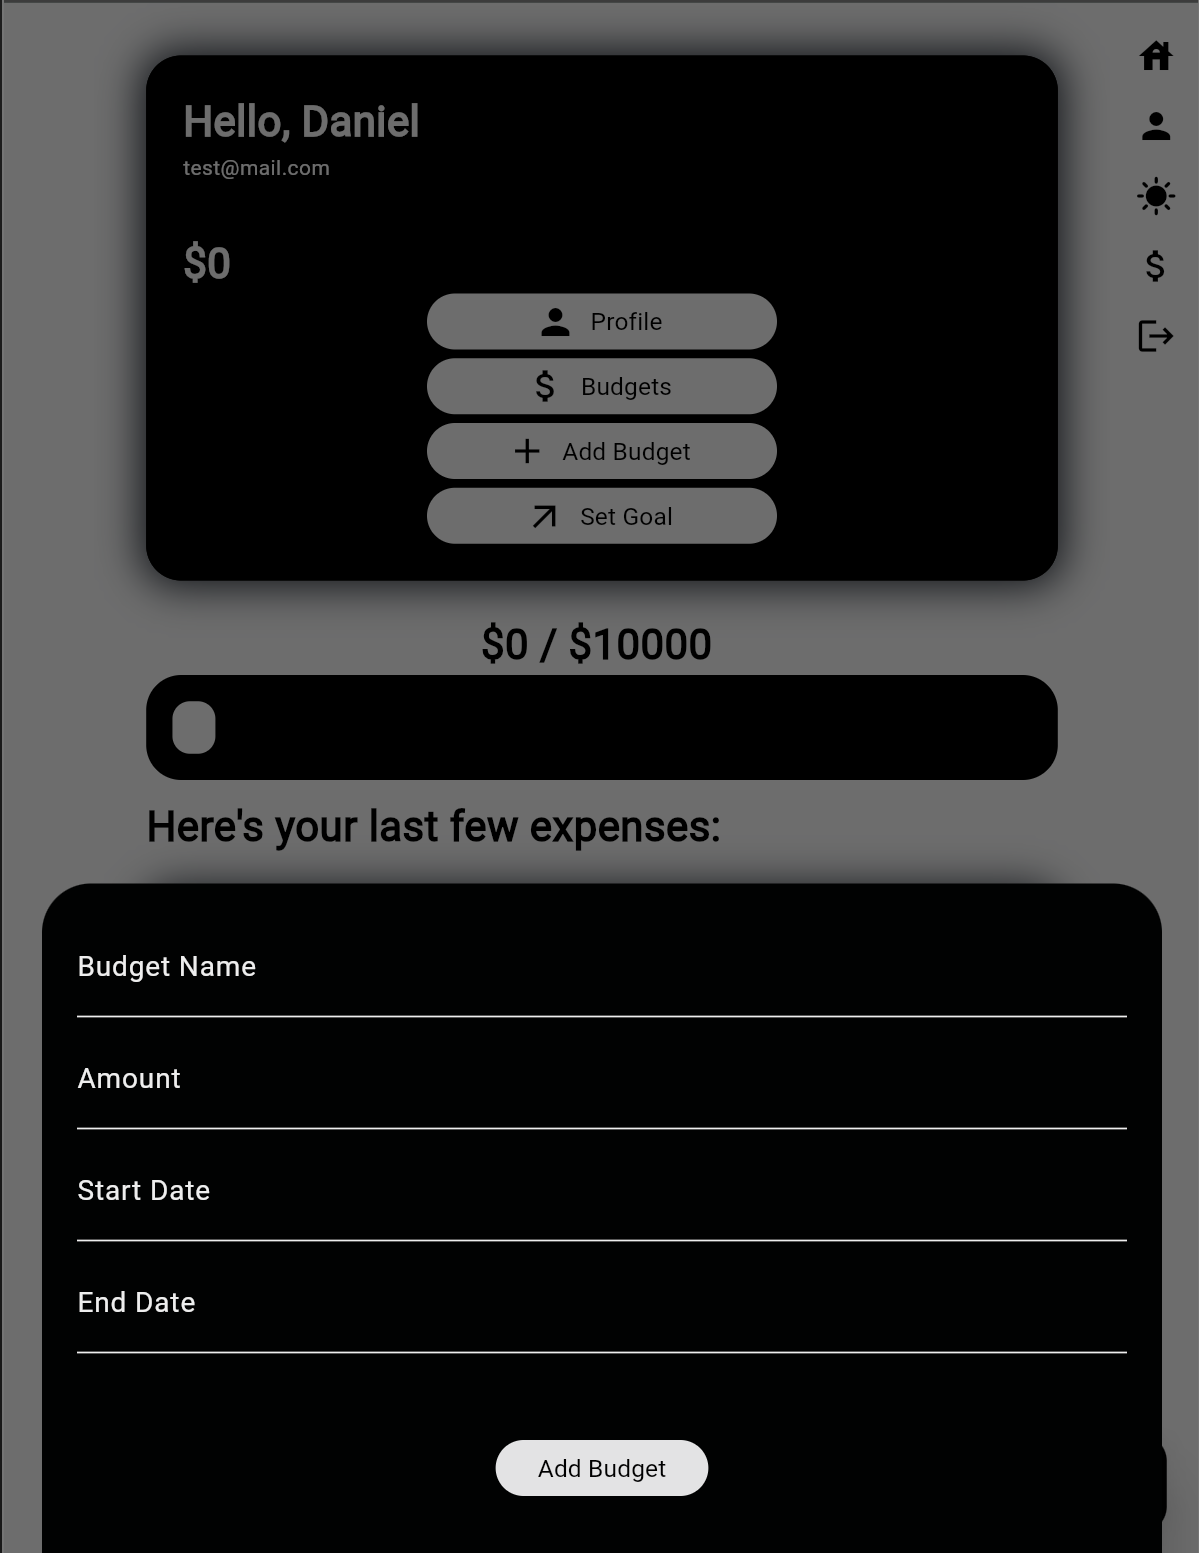 Hello, Daniel
test@mail.com
$0
Profile
$ Budgets
Add Budget
Set Goal
$
$0 / $10000
Here's your last few expenses:
Budget Name
Amount
Start Date
End Date
Add Budget